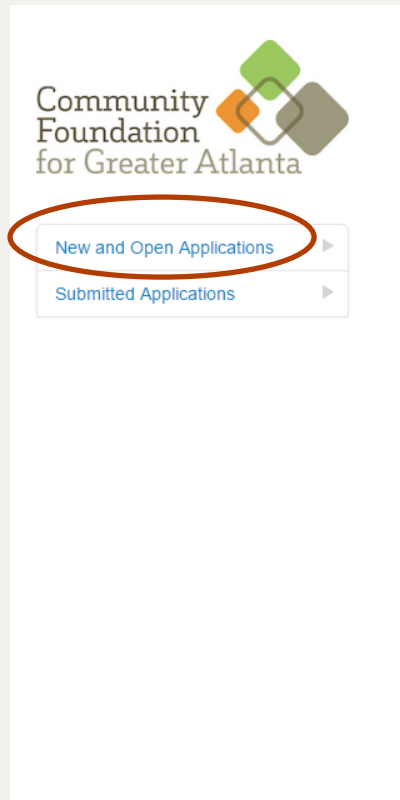 Community
Foundation
for Greater Atlanta
New and Open Applications
Submitted Applications